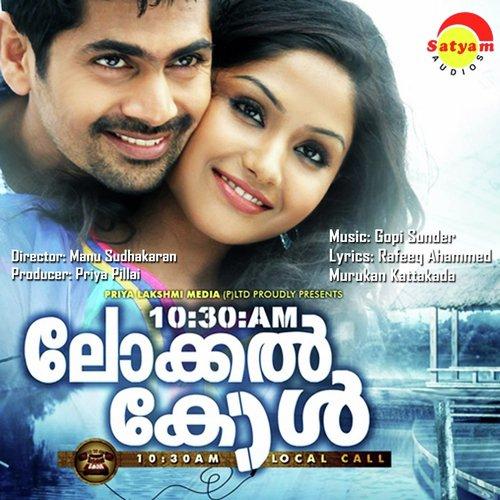 Satyam
AUDIOS
Music: Gopi Sunder
Director: Manu Sudhakaran
Lyrics: Rafeeq Ahammed
Producer: Priya Pillai
Murukan Kattakada
PRIYA LAKSHMI MEDIA (P)LTD PROUDLY PRESENTS
10:30:AM
ലോക്കൽ
കോൾ
10:30AM LOCAL CALL